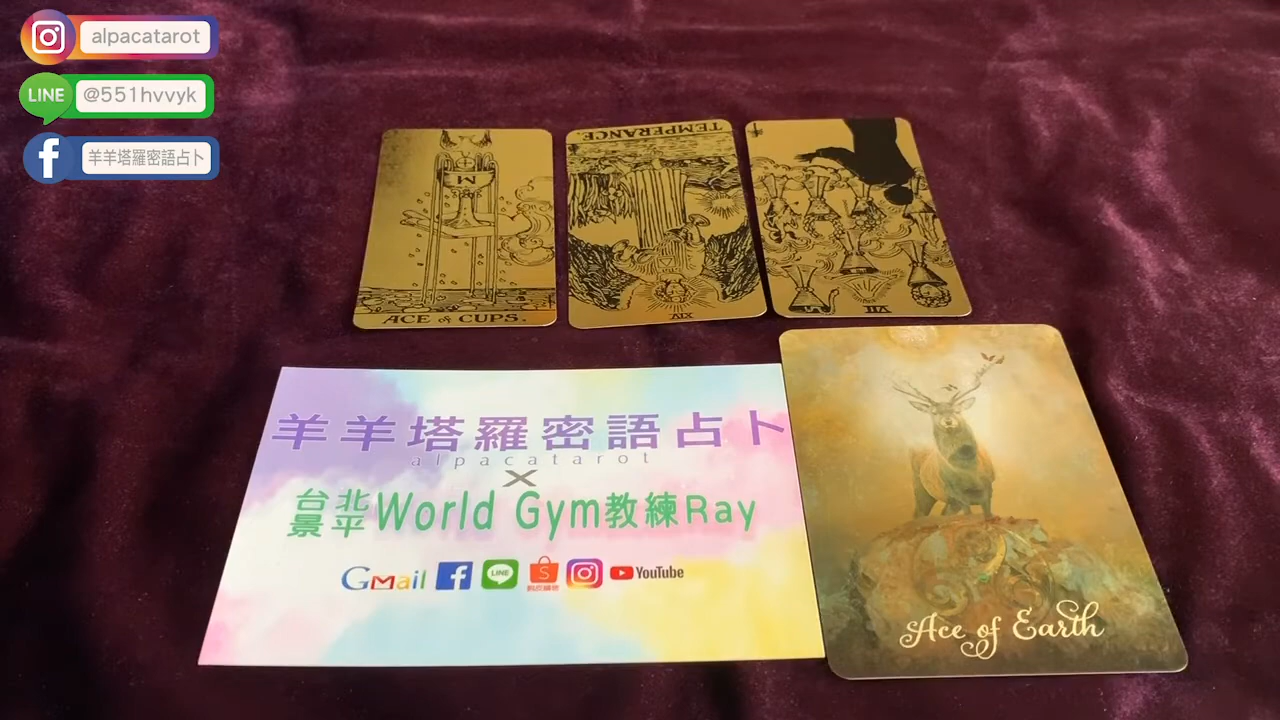 alpacatarot
LINE
@551hvvyk
羊羊塔羅密語占卜
ACE of CUPS.
TEMPERANCE.
XIV
VII
羊羊塔羅密語占卜
alpacatarot
×
台北
景平World Gym教練Ray
Gmail
LINE
YouTube
Ace of Earth